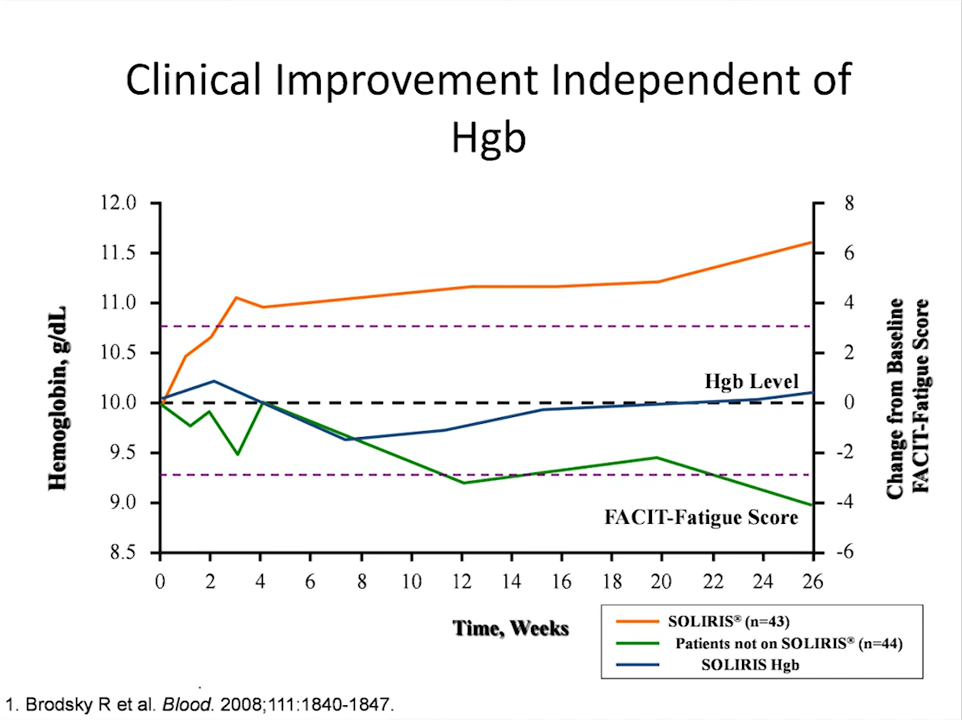 Clinical Improvement Independent of
Hgb
12.0
11.5
11.0
10.5
10.0
9.5
9.0
8.5
Hemoglobin, g/dL
8
6
4
2
0
-2
-4
-6
Change from Baseline
FACIT-Fatigue Score
Hgb Level
FACIT-Fatigue Score
0 2 4 6 8 10 12 14 16 18 20 22 24 26
Time, Weeks
SOLIRIS® (n=43)
Patients not on SOLIRIS® (n=44)
SOLIRIS Hgb
1. Brodsky R et al. Blood. 2008;111:1840-1847.